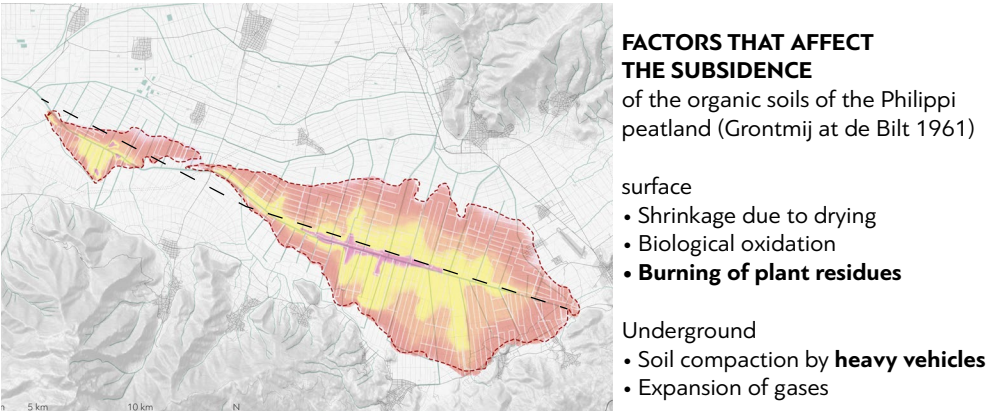 FACTORS THAT AFFECT
THE SUBSIDENCE
of the organic soils of the Philippi
peatland (Grontmij at de Bilt 1961)
surface
• Shrinkage due to drying
• Biological oxidation
• Burning of plant residues
Underground
• Soil compaction by heavy vehicles
• Expansion of gases
5 km 10 km N